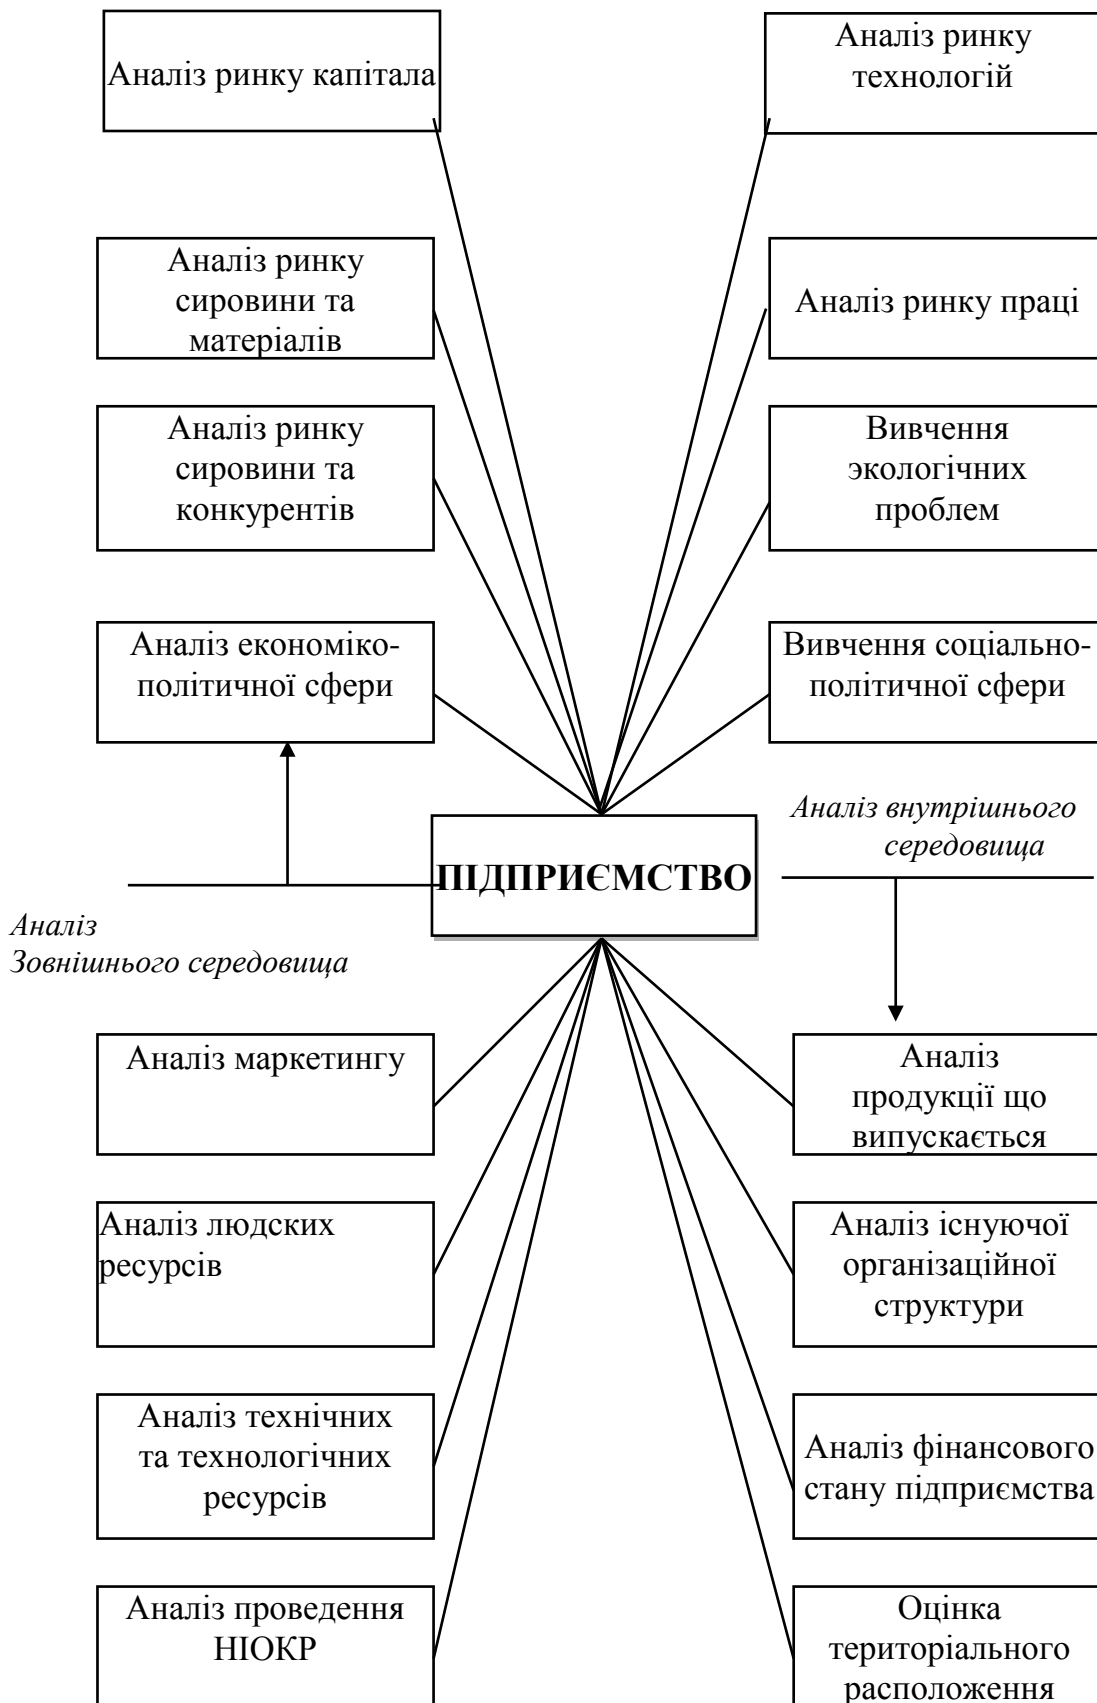 Аналіз ринку капітала
Аналіз ринку
технологій
Аналіз ринку
сировини та
матеріалів
Аналіз ринку праці
Аналіз ринку
сировини та
конкурентів
Вивчення
экологічних
проблем
Аналіз економіко-
політичної сфери
Вивчення соціально-
політичної сфери
Аналіз внутрішнього
середовища
ПІДПРИЄМСТВО
Аналіз
Зовнішнього середовища
Аналіз маркетингу
Аналіз
продукції що
випускається
Аналіз людских
ресурсів
Аналіз існуючої
організаційної
структури
Аналіз технічних
та технологічних
ресурсів
Аналіз фінансового
стану підприємства
Аналіз проведення
НІОКР
Оцінка
територіального
расположення